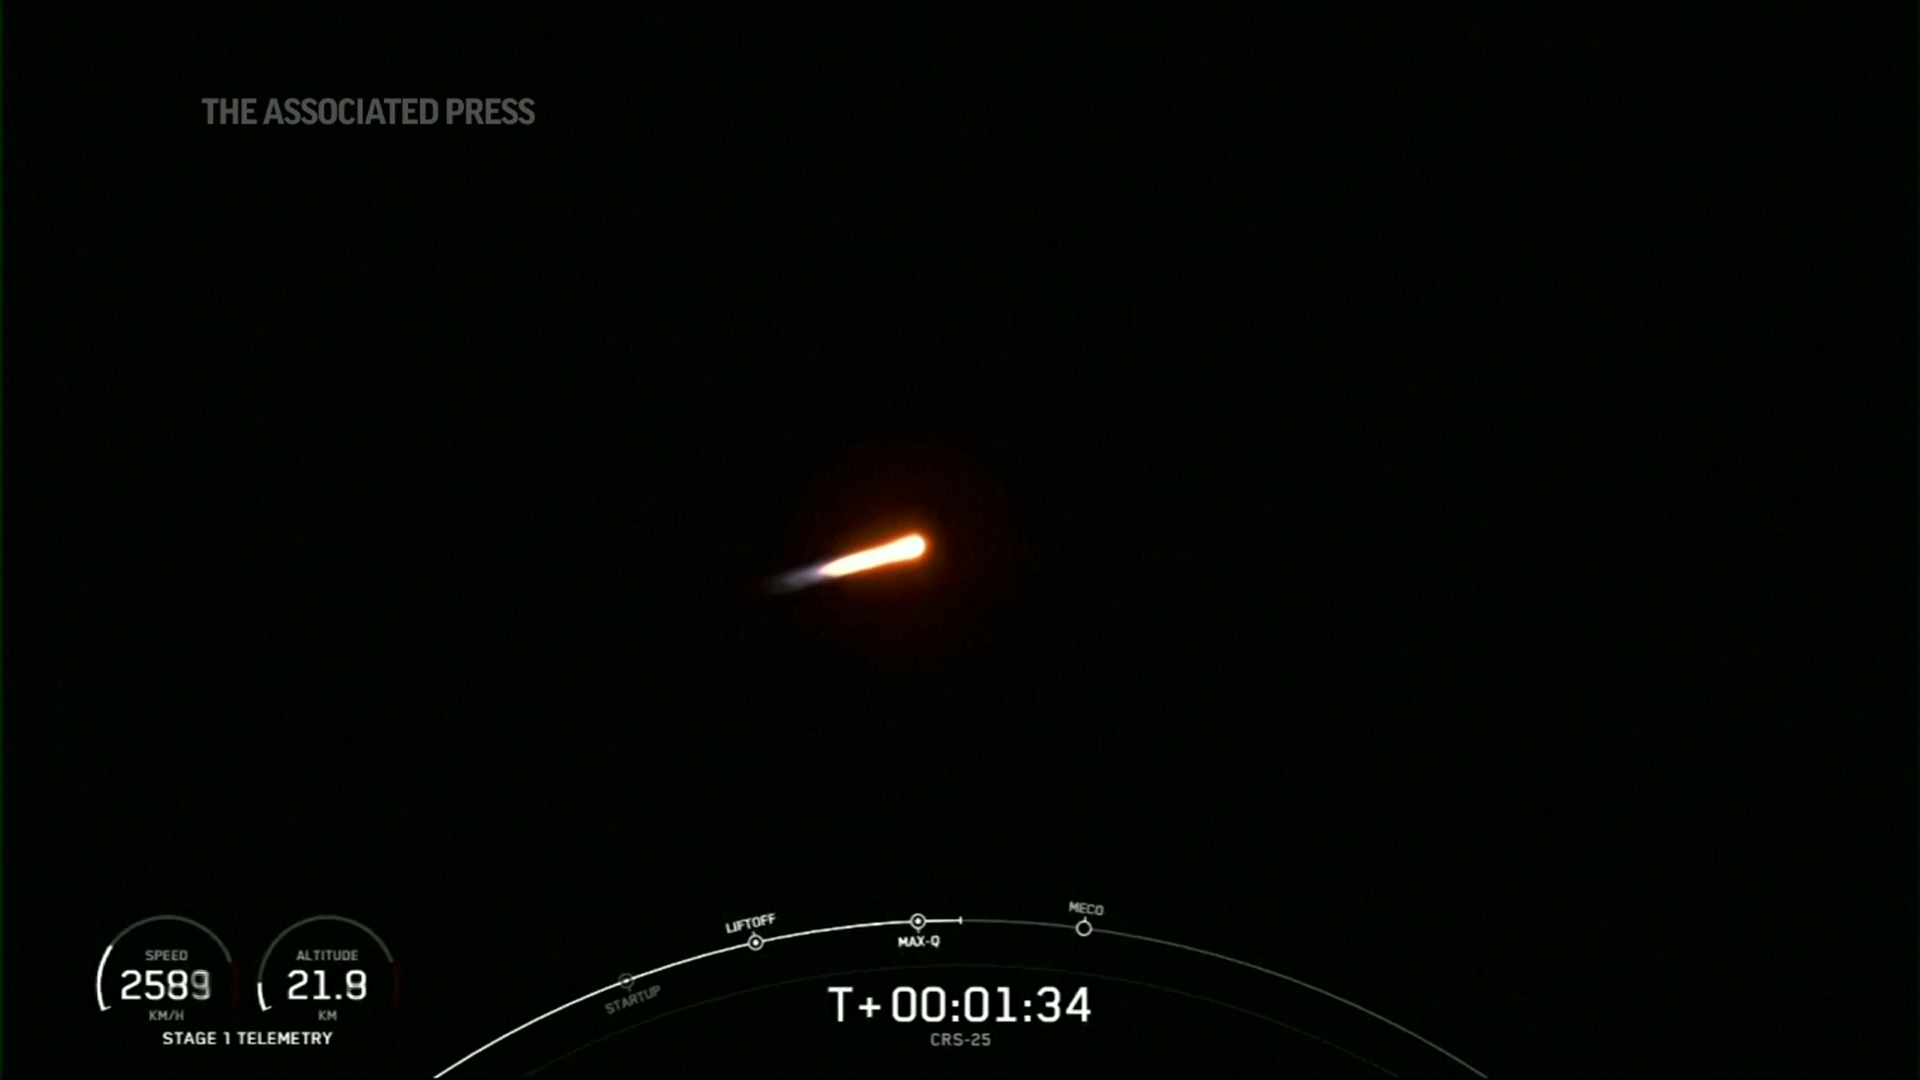 THE ASSOCIATED PRESS
LIFTOFF
MECO
MAX-Q
STARTUP
SPEED
2589
KM/H
ALTITUDE
21.9
KM
STAGE 1 TELEMETRY
T+00:01:34
CRS-25